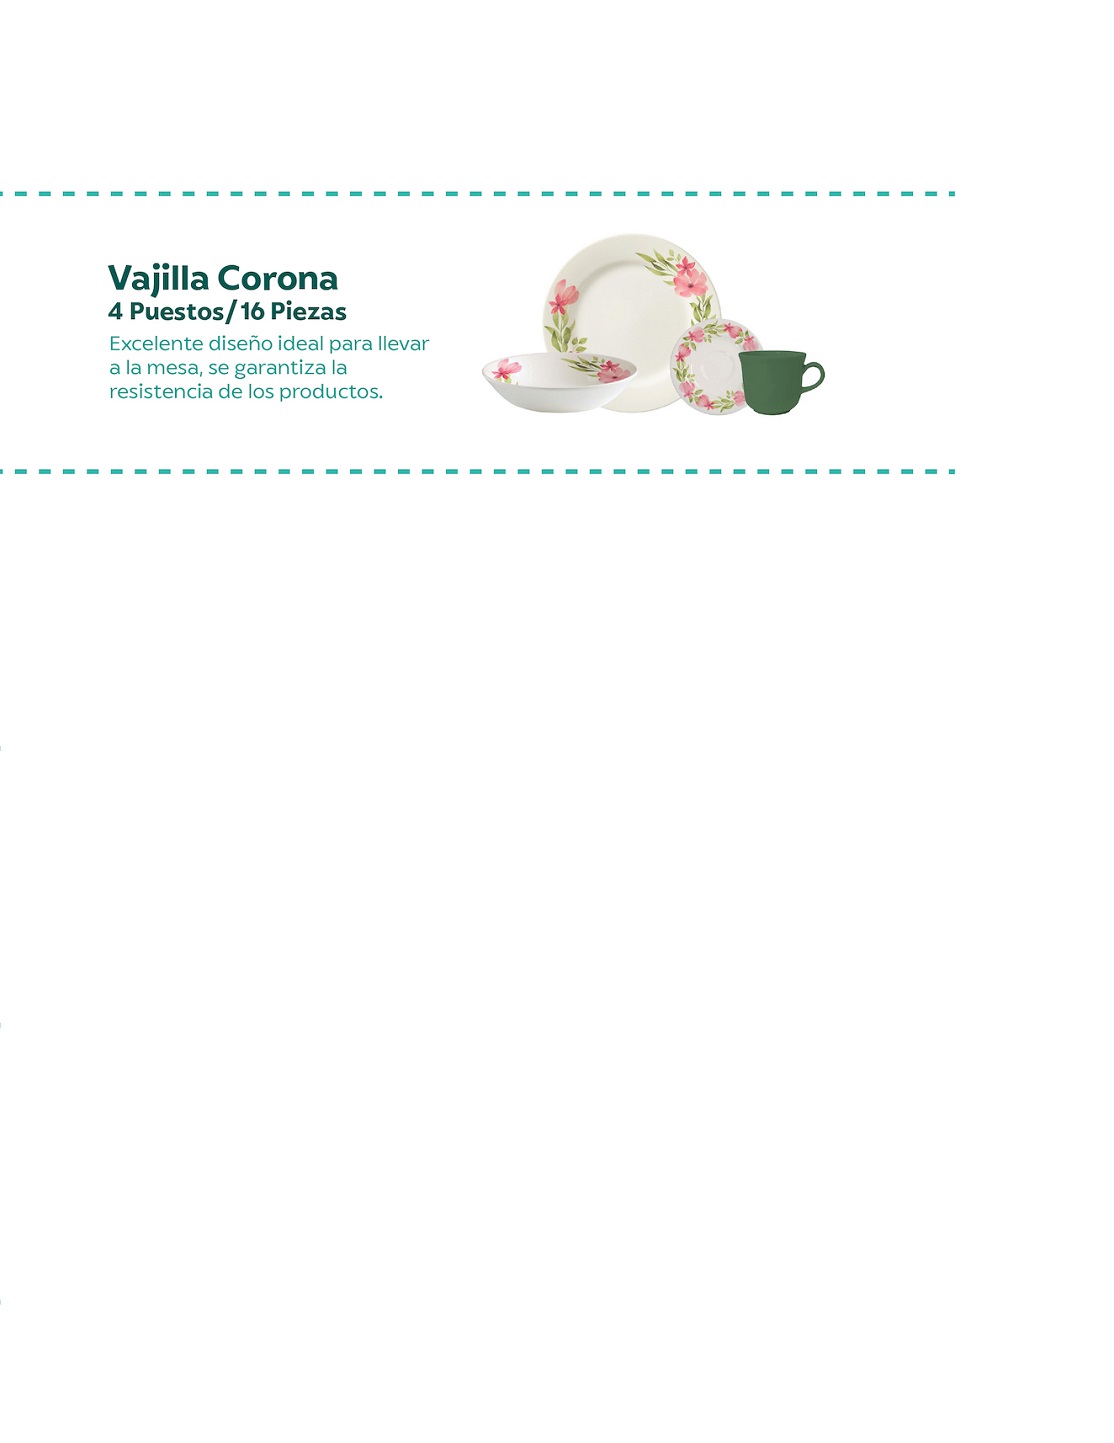 Vajilla Corona
4 Puestos/16 Piezas
Excelente diseño ideal para llevar
a la mesa, se garantiza la
resistencia de los productos.